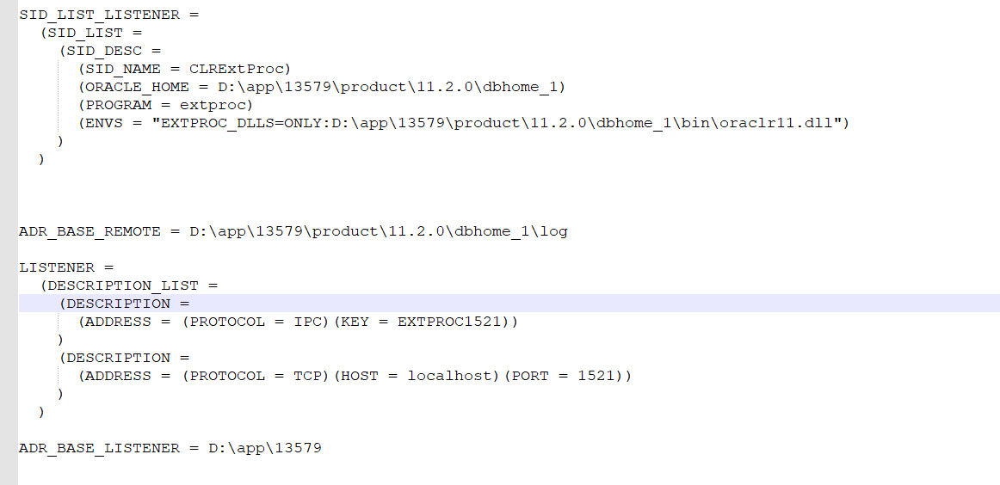 SID_LIST_LISTENER =
  (SID_LIST =
    (SID_DESC =
      (SID_NAME = CLRExtProc)
      (ORACLE_HOME = D:\app\13579\product\11.2.0\dbhome_1)
      (PROGRAM = extproc)
      (ENVS = "EXTPROC_DLLS=ONLY:D:\app\13579\product\11.2.0\dbhome_1\bin\oraclr11.dll")
    )
  )
ADR_BASE_REMOTE = D:\app\13579\product\11.2.0\dbhome_1\log
LISTENER =
  (DESCRIPTION_LIST =
    (DESCRIPTION =
      (ADDRESS = (PROTOCOL = IPC)(KEY = EXTPROC1521))
    )
    (DESCRIPTION =
      (ADDRESS = (PROTOCOL = TCP)(HOST = localhost)(PORT = 1521))
    )
  )
ADR_BASE_LISTENER = D:\app\13579